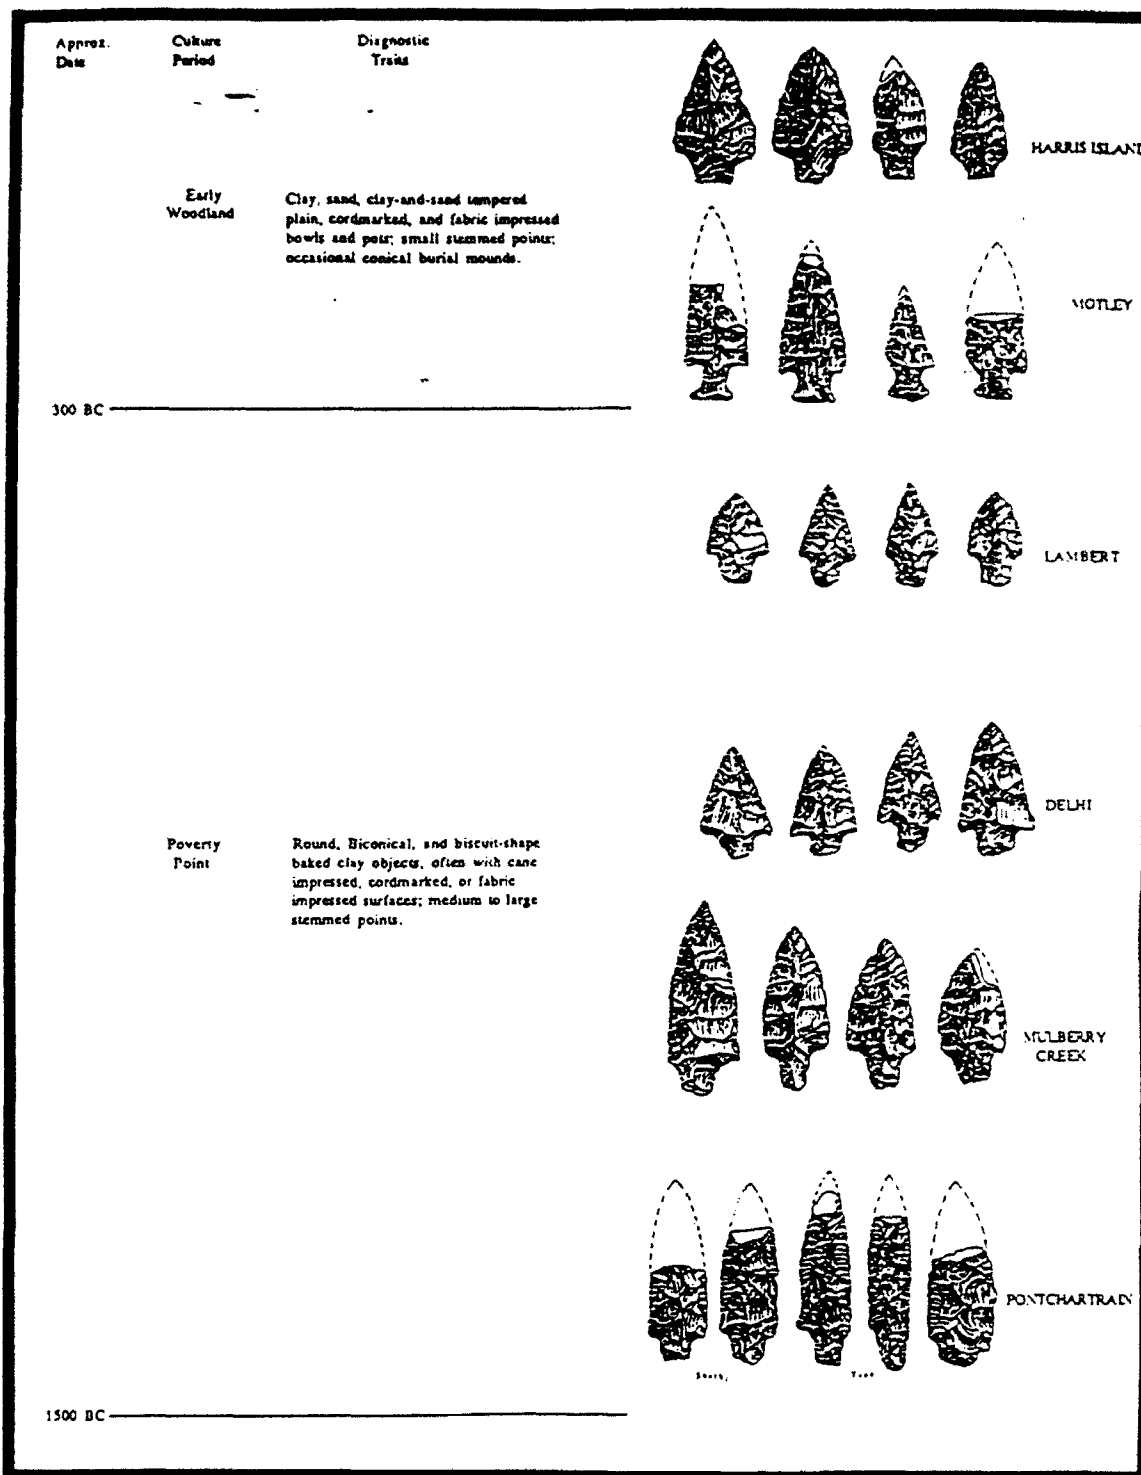 Approx.
Date
Culture
Period
Diagnostic
Traits
HARRIS ISLAND
Early
Woodland
Clay, sand, clay-and-sand tempered
plain, cordmarked, and fabric impressed
bowls and pots; small stemmed points;
occasional conical burial mounds.
MOTLEY
300 BC
LAMBERT
DELHI
Poverty
Point
Round, Biconical, and biscuit-shape
baked clay objects, often with cane
impressed, cordmarked, or fabric
impressed surfaces; medium to large
stemmed points.
MULBERRY
CREEK
PONTCHARTRAIN
1500 BC